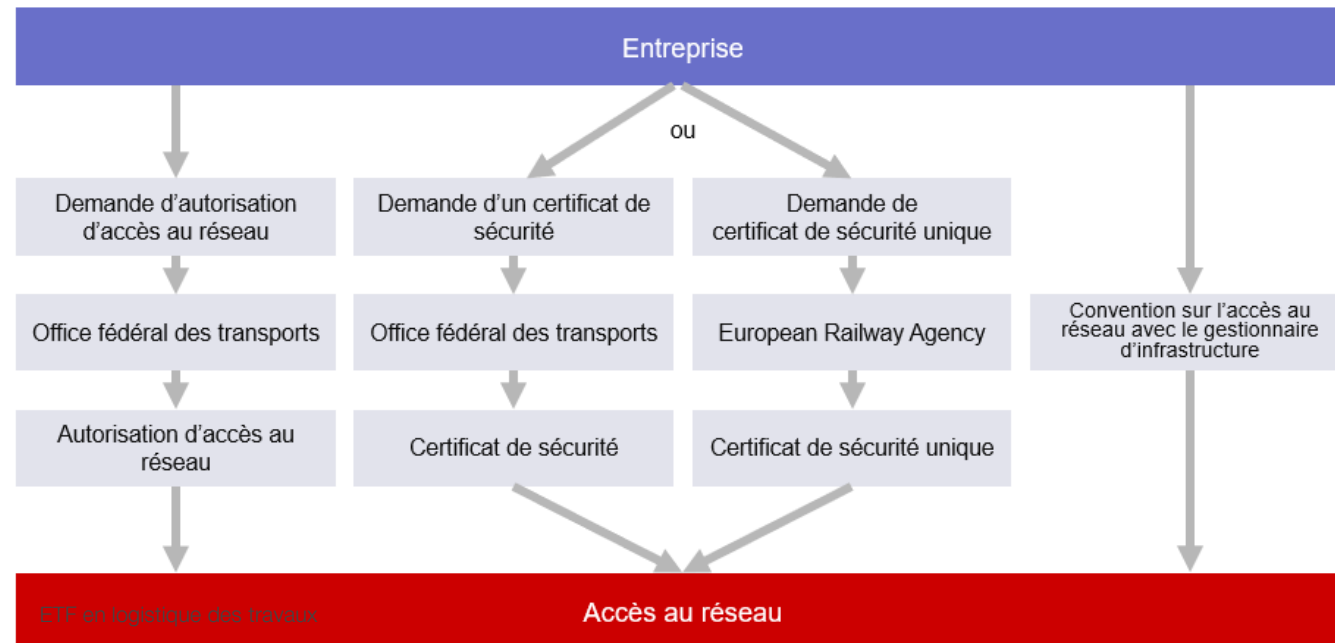 Entreprise
ou
Demande d'autorisation
d'accès au réseau
Demande d'un certificat de
sécurité
Demande de
certificat de sécurité unique
Office fédéral des transports
Office fédéral des transports
European Railway Agency
Convention sur l'accès au
réseau avec le gestionnaire
d'infrastructure
Autorisation d'accès au
réseau
Certificat de sécurité
Certificat de sécurité unique
ETF en logistique des travaux
Accès au réseau